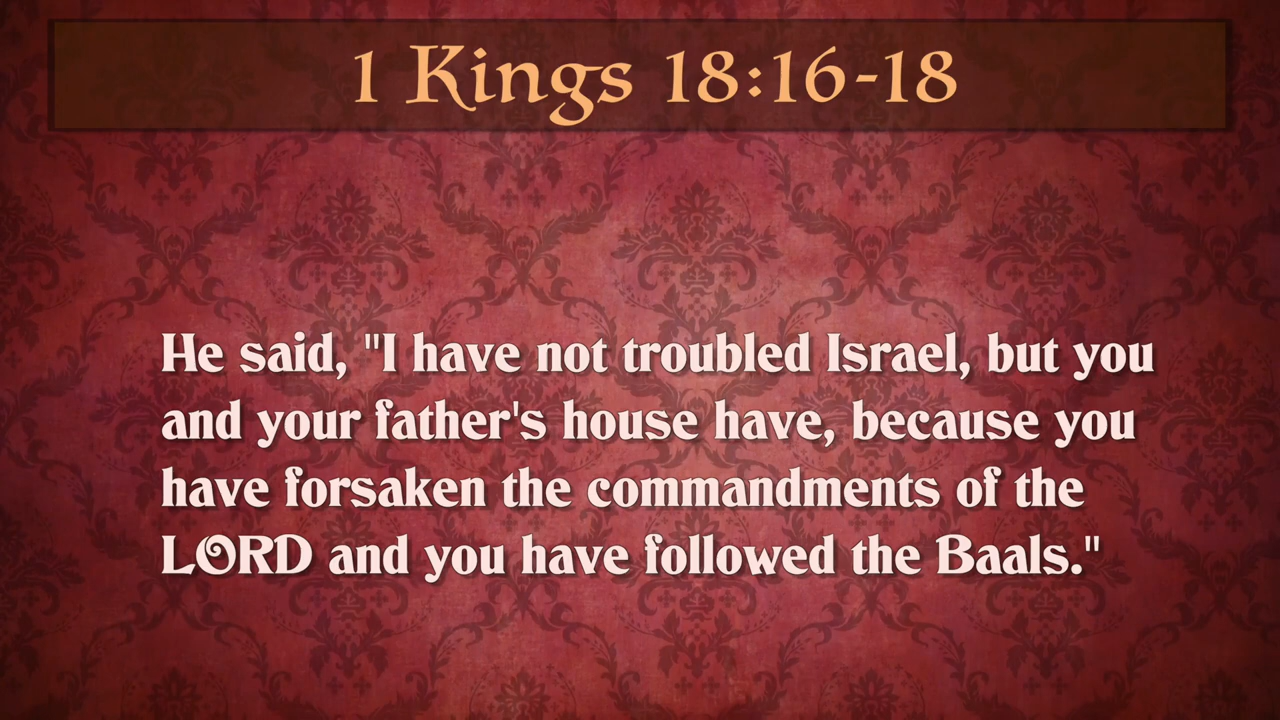 1 Kings 18:16-18
He said, "I have not troubled Israel, but you
and your father's house have, because you
have forsaken the commandments of the
LORD and you have followed the Baals."